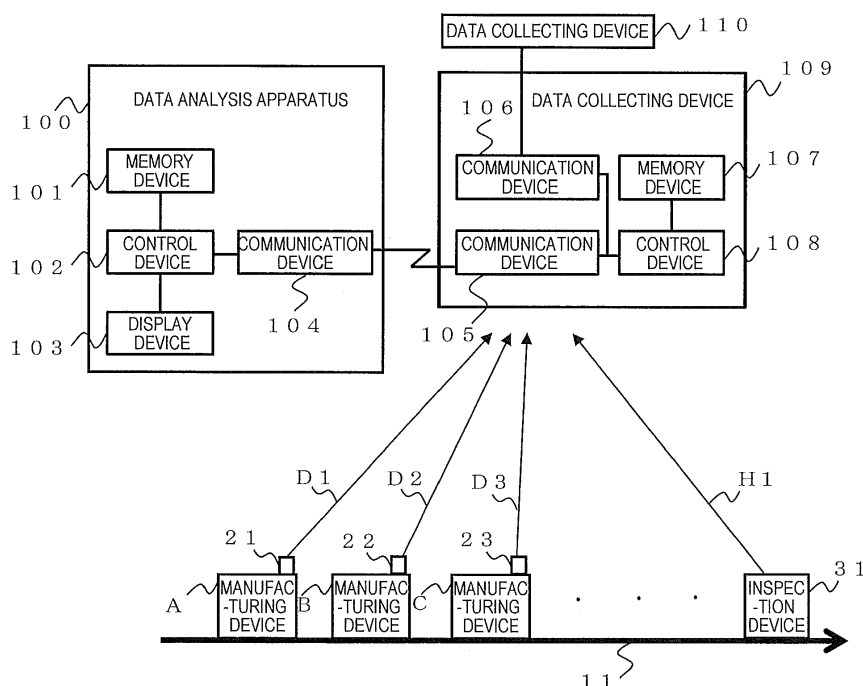 DATA COLLECTING DEVICE
110
109
DATA ANALYSIS APPARATUS
100
106
DATA COLLECTING DEVICE
MEMORY
DEVICE
101
COMMUNICATION
DEVICE
MEMORY
DEVICE
107
CONTROL
DEVICE
102
COMMUNICATION
DEVICE
104
COMMUNICATION
DEVICE
105
CONTROL
DEVICE
108
DISPLAY
DEVICE
103
D1
D2
D3
H1
21
22
23
31
A
MANUFAC
-TURING
DEVICE
B
MANUFAC
-TURING
DEVICE
C
MANUFAC
-TURING
DEVICE
. . .
INSPEC
-TION
DEVICE
11